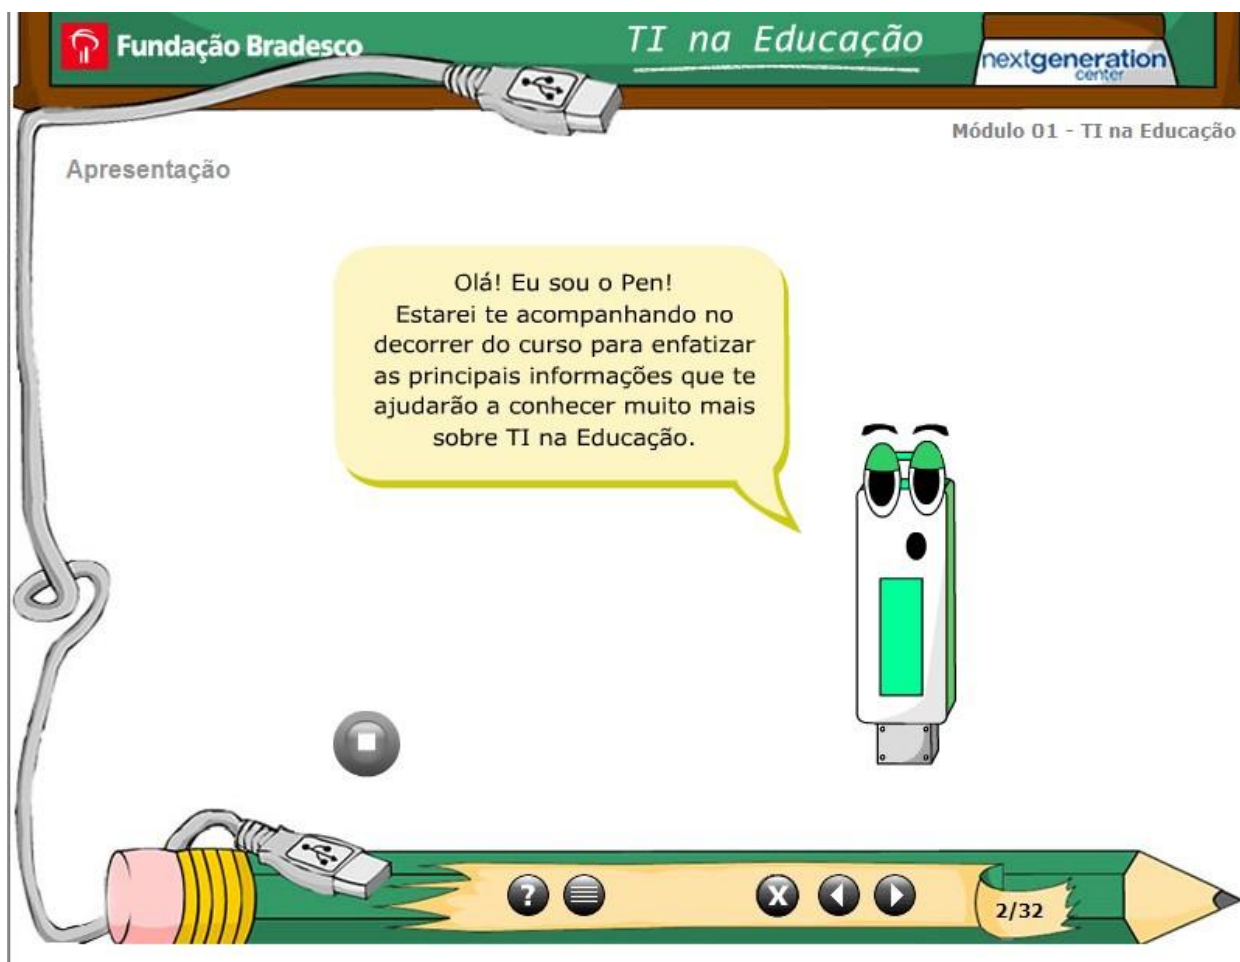 Fundação Bradesco
TI na Educação
nextgeneration
center
Módulo 01 - TI na Educação
Apresentação
Olá! Eu sou o Pen!
Estarei te acompanhando no
decorrer do curso para enfatizar
as principais informações que te
ajudarão a conhecer muito mais
sobre TI na Educação.
?
X
2/32